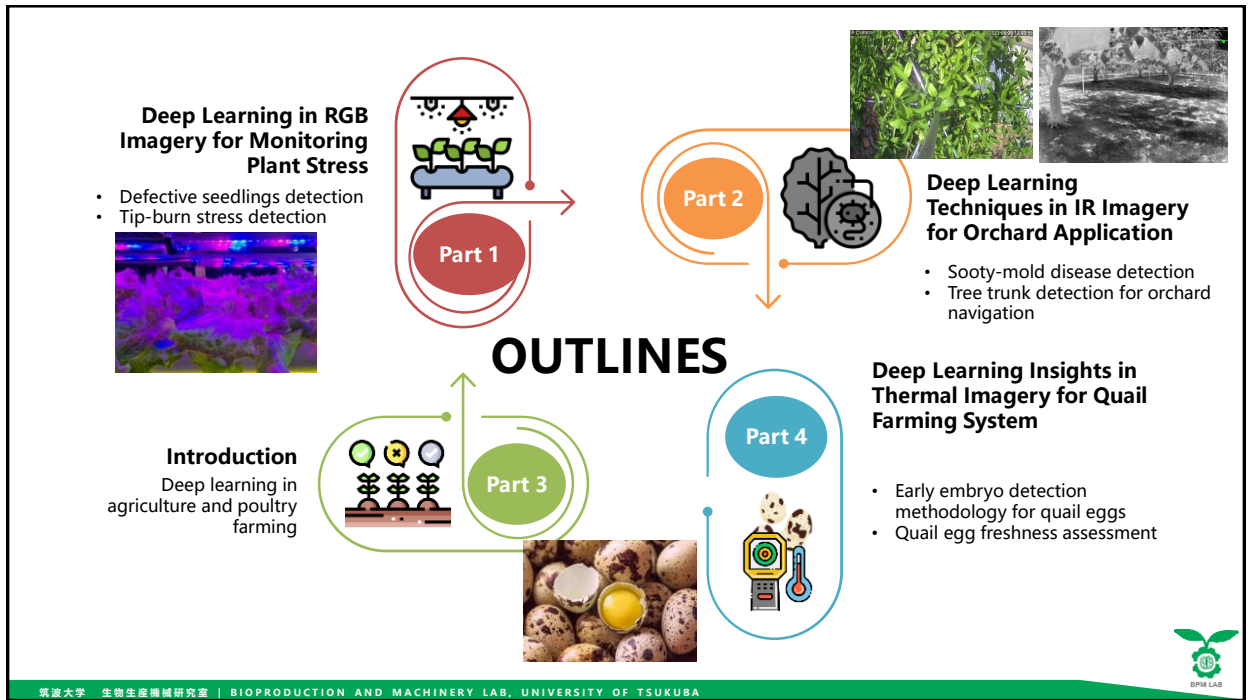 Deep Learning in RGB
Imagery for Monitoring
Plant Stress
• Defective seedlings detection
• Tip-burn stress detection
Part 1
Part 2
Deep Learning
Techniques in IR Imagery
for Orchard Application
• Sooty-mold disease detection
• Tree trunk detection for orchard
navigation
OUTLINES
Introduction
Deep learning in
agriculture and poultry
farming
Part 3
Part 4
Deep Learning Insights in
Thermal Imagery for Quail
Farming System
• Early embryo detection
methodology for quail eggs
• Quail egg freshness assessment
筑波大学 生物生産機械研究室 | BIOPRODUCTION AND MACHINERY LAB, UNIVERSITY OF TSUKUBA
BPM LAB